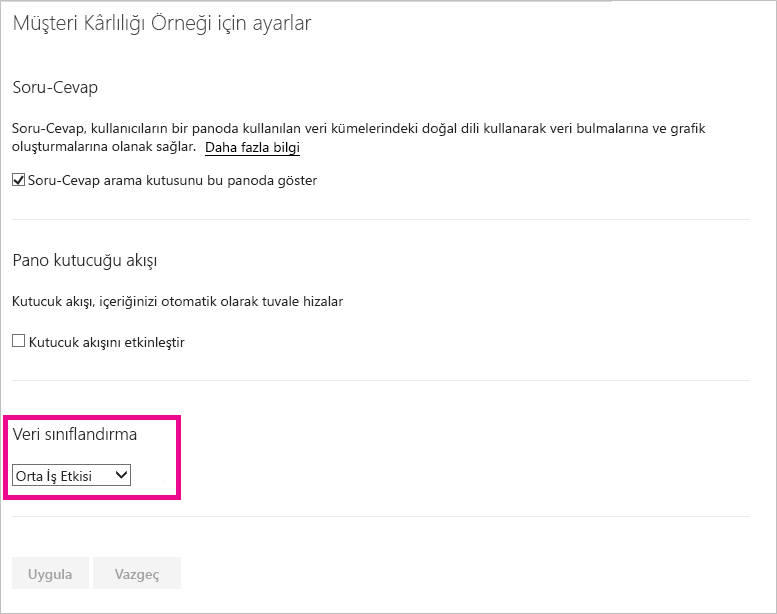 Müşteri Kârlılığı Örneği için ayarlar
Soru-Cevap
Soru-Cevap, kullanıcıların bir panoda kullanılan veri kümelerindeki doğal dili kullanarak veri bulmalarına ve grafik
oluşturmalarına olanak sağlar. Daha fazla bilgi
Soru-Cevap arama kutusunu bu panoda göster
Pano kutucuğu akışı
Kutucuk akışı, içeriğinizi otomatik olarak tuvale hizalar
Kutucuk akışını etkinleştir
Veri sınıflandırma
Orta İş Etkisi
Uygula Vazgeç